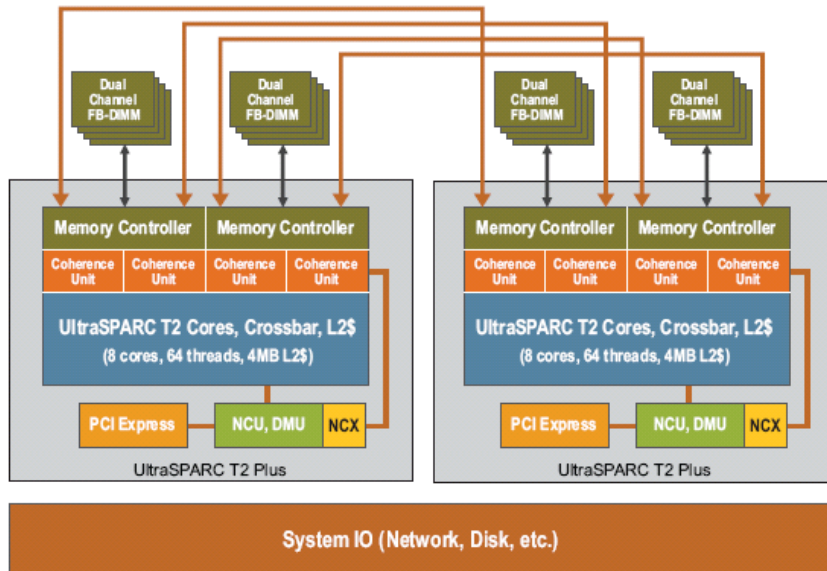 Dual
Channel
FB-DIMM
Dual
Channel
FB-DIMM
Dual
Channel
FB-DIMM
Dual
Channel
FB-DIMM
Memory Controller
Memory Controller
Coherence
Unit
Coherence
Unit
Coherence
Unit
Coherence
Unit
UltraSPARC T2 Cores, Crossbar, L2$
(8 cores, 64 threads, 4MB L2$)
PCI Express
NCU, DMU
NCX
UltraSPARC T2 Plus
Memory Controller
Memory Controller
Coherence
Unit
Coherence
Unit
Coherence
Unit
Coherence
Unit
UltraSPARC T2 Cores, Crossbar, L2$
(8 cores, 64 threads, 4MB L2$)
PCI Express
NCU, DMU
NCX
UltraSPARC T2 Plus
System IO (Network, Disk, etc.)